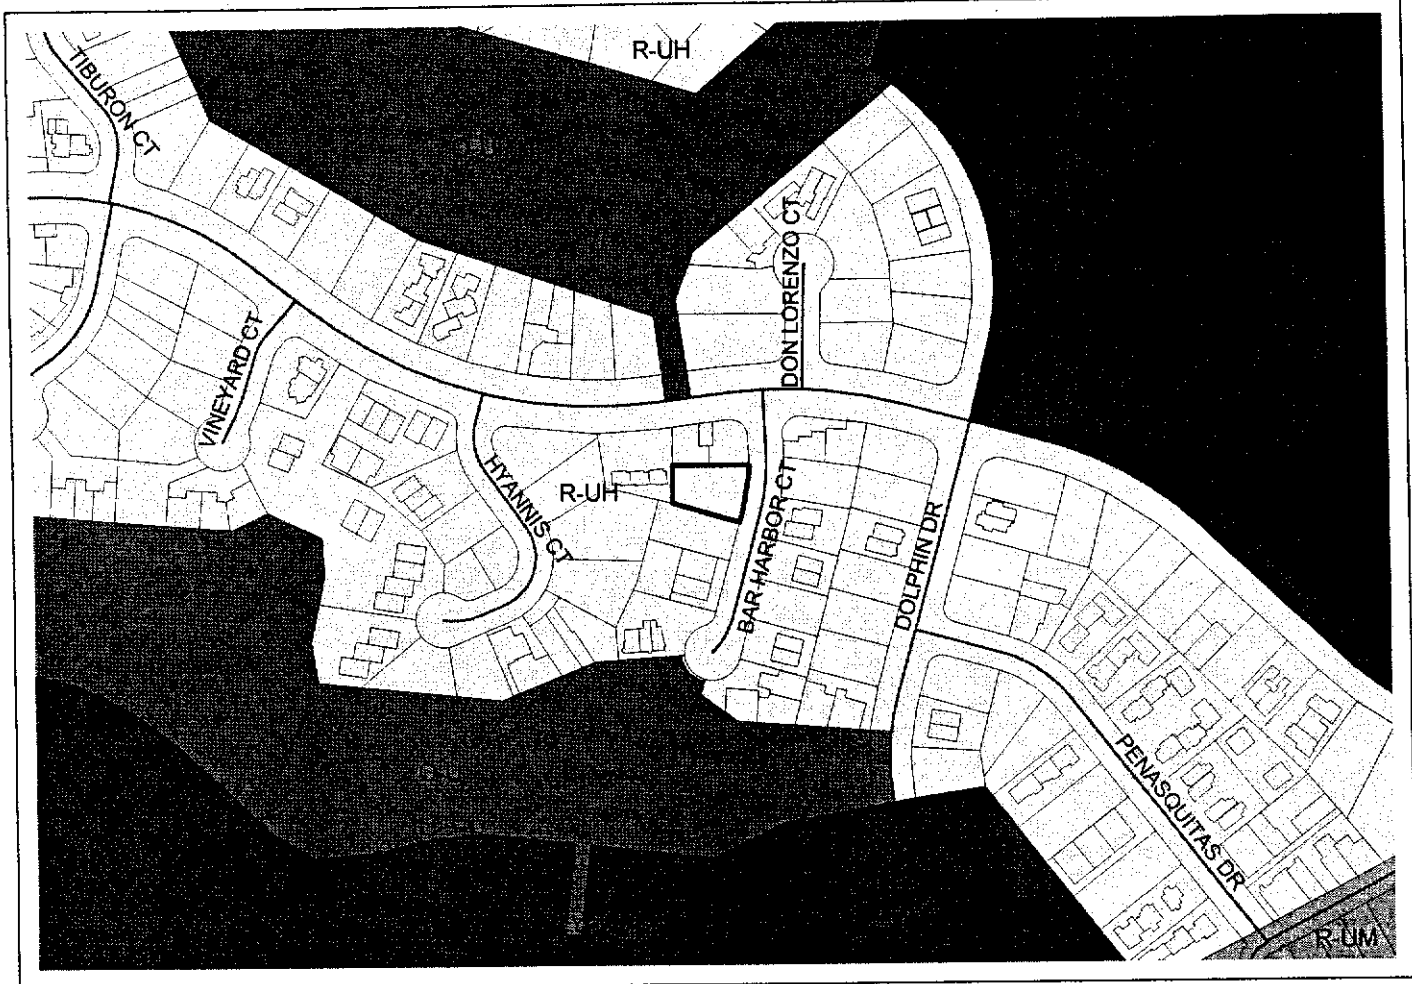 R-UH
TIBURON CT
DON LORENZO CT
VINEYARD CT
HYANNIS CT
R-UH
BAR HARBOR CT
DOLPHIN DR
PENASQUITAS DR
R-UM